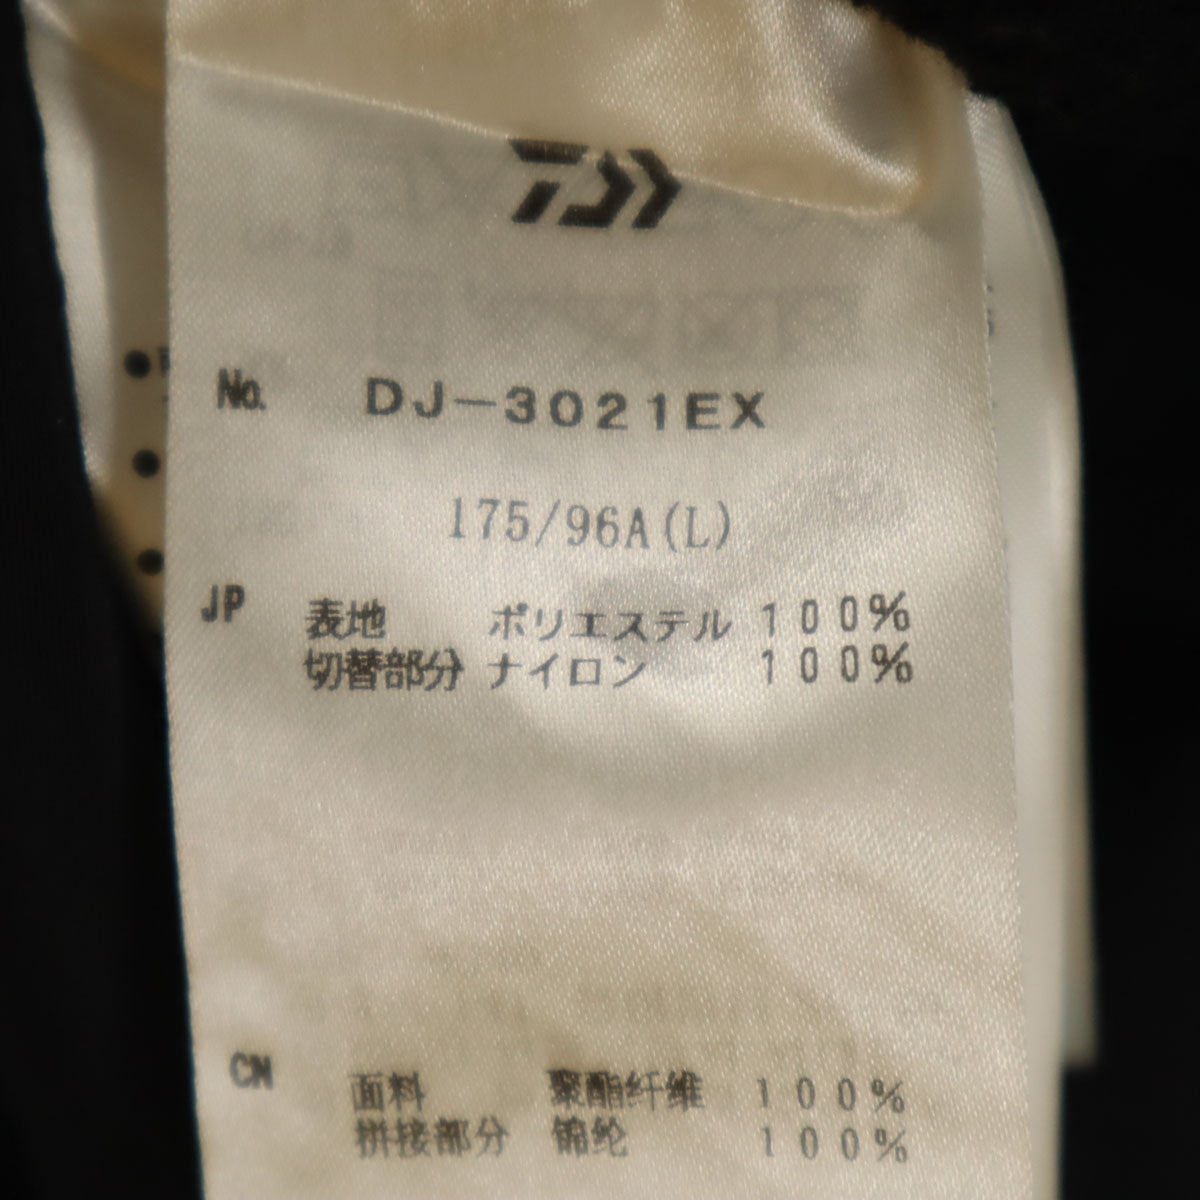 No. DJ-3021EX
175/96A(L)
JP 表地 ポリエステル 100%
切替部分 ナイロン 100%
CN 面料 聚酯纤维 100%
拼接部分 锦纶 100%